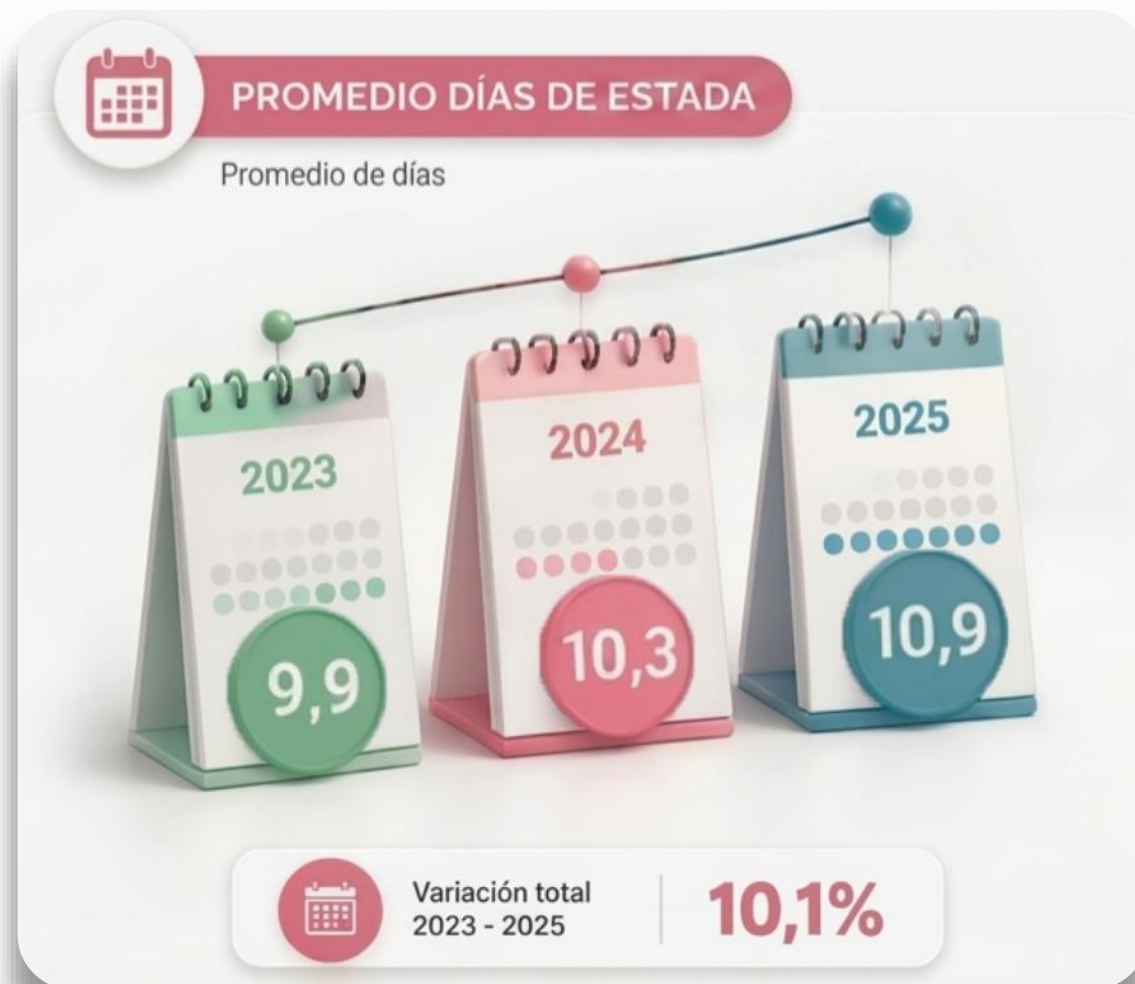 PROMEDIO DÍAS DE ESTADA
Promedio de días
2023
2024
2025
9,9
10,3
10,9
Variación total
2023 - 2025
10,1%